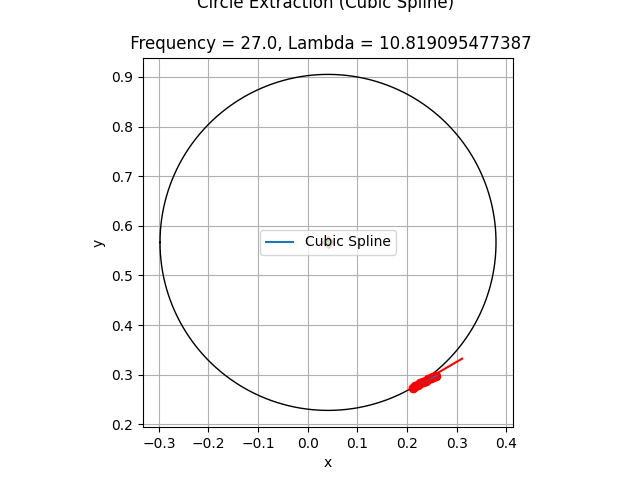 Circle Extraction (Cubic Spline)
Frequency = 27.0, Lambda = 10.819095477387
0.9
0.8
0.7
0.6
0.5
0.4
0.3
0.2
y
Cubic Spline
−0.3 −0.2 −0.1 0.0 0.1 0.2 0.3 0.4
x